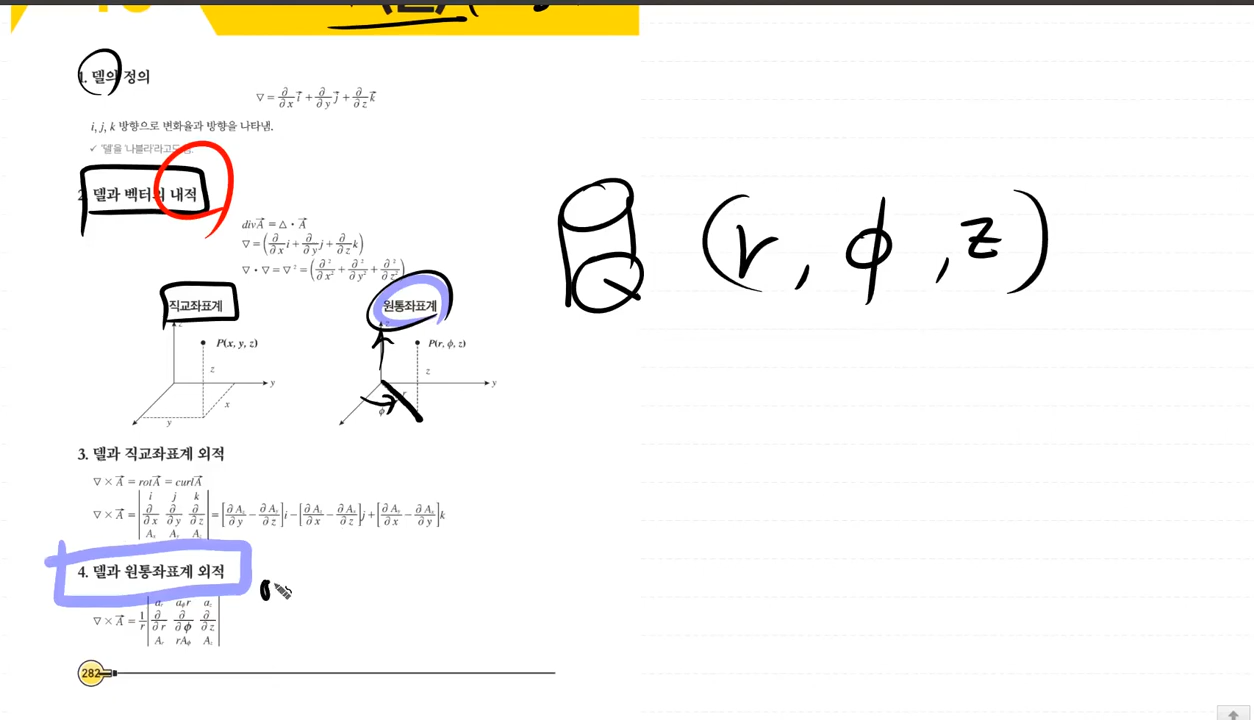 1. 델의 정의
∇ = ∂/∂x i⃗ + ∂/∂y j⃗ + ∂/∂z k⃗
i, j, k 방향으로 변화율과 방향을 나타냄.
✓ '델'을 '나블라'라고도 함.
2. 델과 벡터의 내적
divA⃗ = △ · A⃗
∇ = (∂/∂x i + ∂/∂y j + ∂/∂z k)
∇ · ∇ = ∇² = (∂²/∂x² + ∂²/∂y² + ∂²/∂z²)
(r, φ, z)
직교좌표계
원통좌표계
z
P(x, y, z)
z
y
x
y
z
P(r, φ, z)
z
y
r
φ
3. 델과 직교좌표계 외적
∇ × A⃗ = rotA⃗ = curlA⃗
i j k
∇ × A⃗ = | ∂/∂x ∂/∂y ∂/∂z | = [∂A/∂y − ∂A/∂z]i − [∂A/∂x − ∂A/∂z]j + [∂A/∂x − ∂A/∂y]k
A A A
4. 델과 원통좌표계 외적
a aφr a
∇ × A⃗ = 1/r | ∂/∂r ∂/∂φ ∂/∂z |
A rAφ A
282